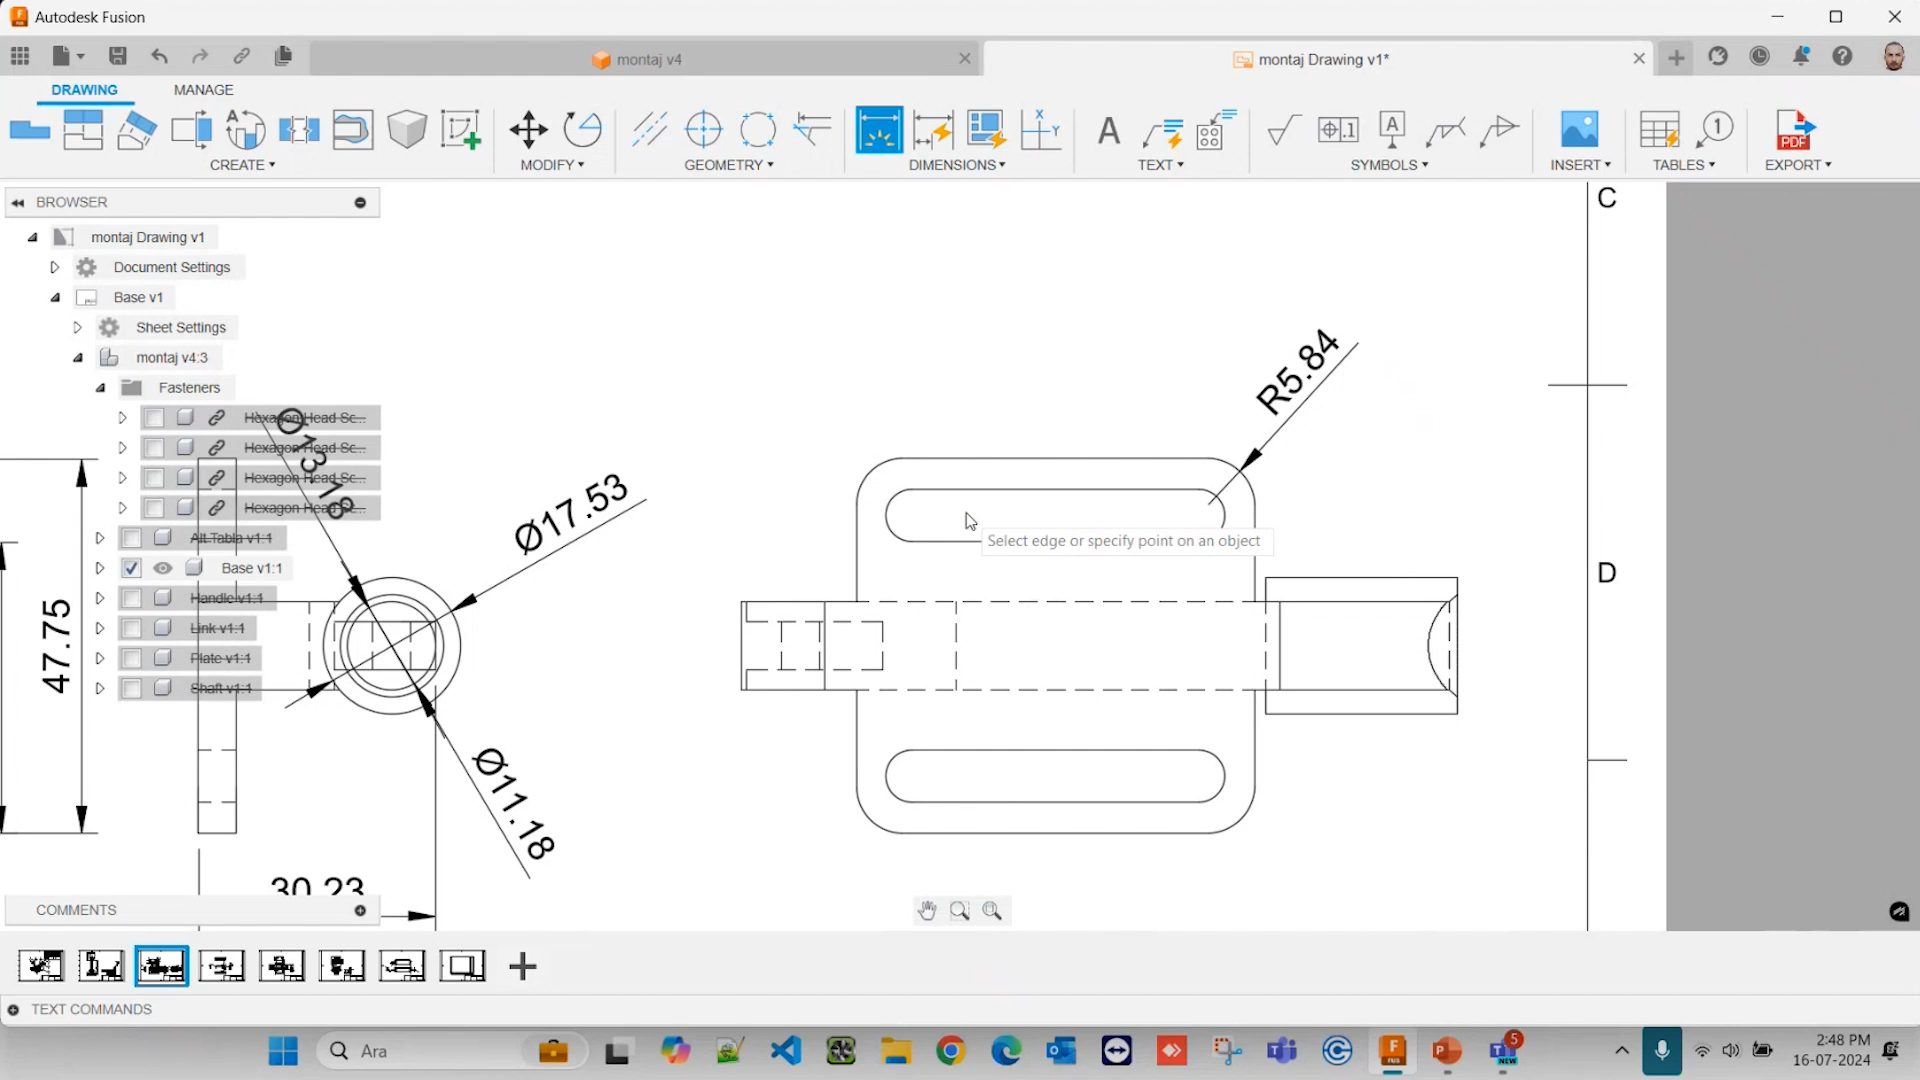 Autodesk Fusion
montaj v4
montaj Drawing v1*
DRAWING
MANAGE
CREATE
MODIFY
GEOMETRY
DIMENSIONS
TEXT
SYMBOLS
INSERT
TABLES
EXPORT
BROWSER
montaj Drawing v1
Document Settings
Base v1
Sheet Settings
montaj v4:3
Fasteners
Hexagon Head Sc...
Hexagon Head Sc...
Hexagon Head Sc...
Hexagon Head Sc...
Alt Tabla v1:1
Base v1:1
Handle v1:1
Link v1:1
Plate v1:1
Shaft v1:1
C
D
R5.84
Ø13.18
Ø17.53
Ø11.18
47.75
30.23
Select edge or specify point on an object
COMMENTS
TEXT COMMANDS
Ara
5
NEW
2:48 PM
16-07-2024